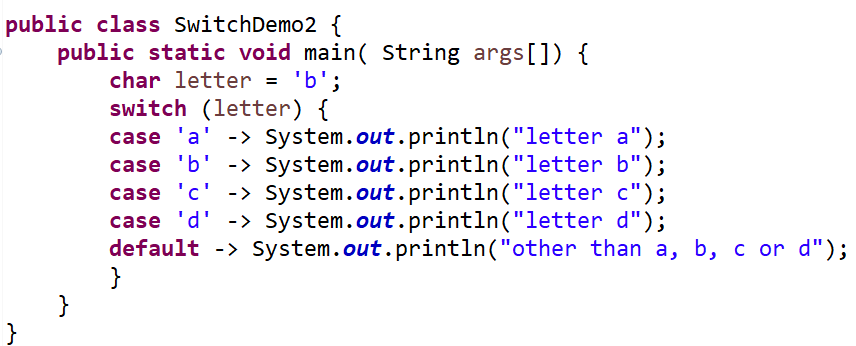 public class SwitchDemo2 {
    public static void main( String args[]) {
        char letter = 'b';
        switch (letter) {
        case 'a' -> System.out.println("letter a");
        case 'b' -> System.out.println("letter b");
        case 'c' -> System.out.println("letter c");
        case 'd' -> System.out.println("letter d");
        default -> System.out.println("other than a, b, c or d");
        }
    }
}